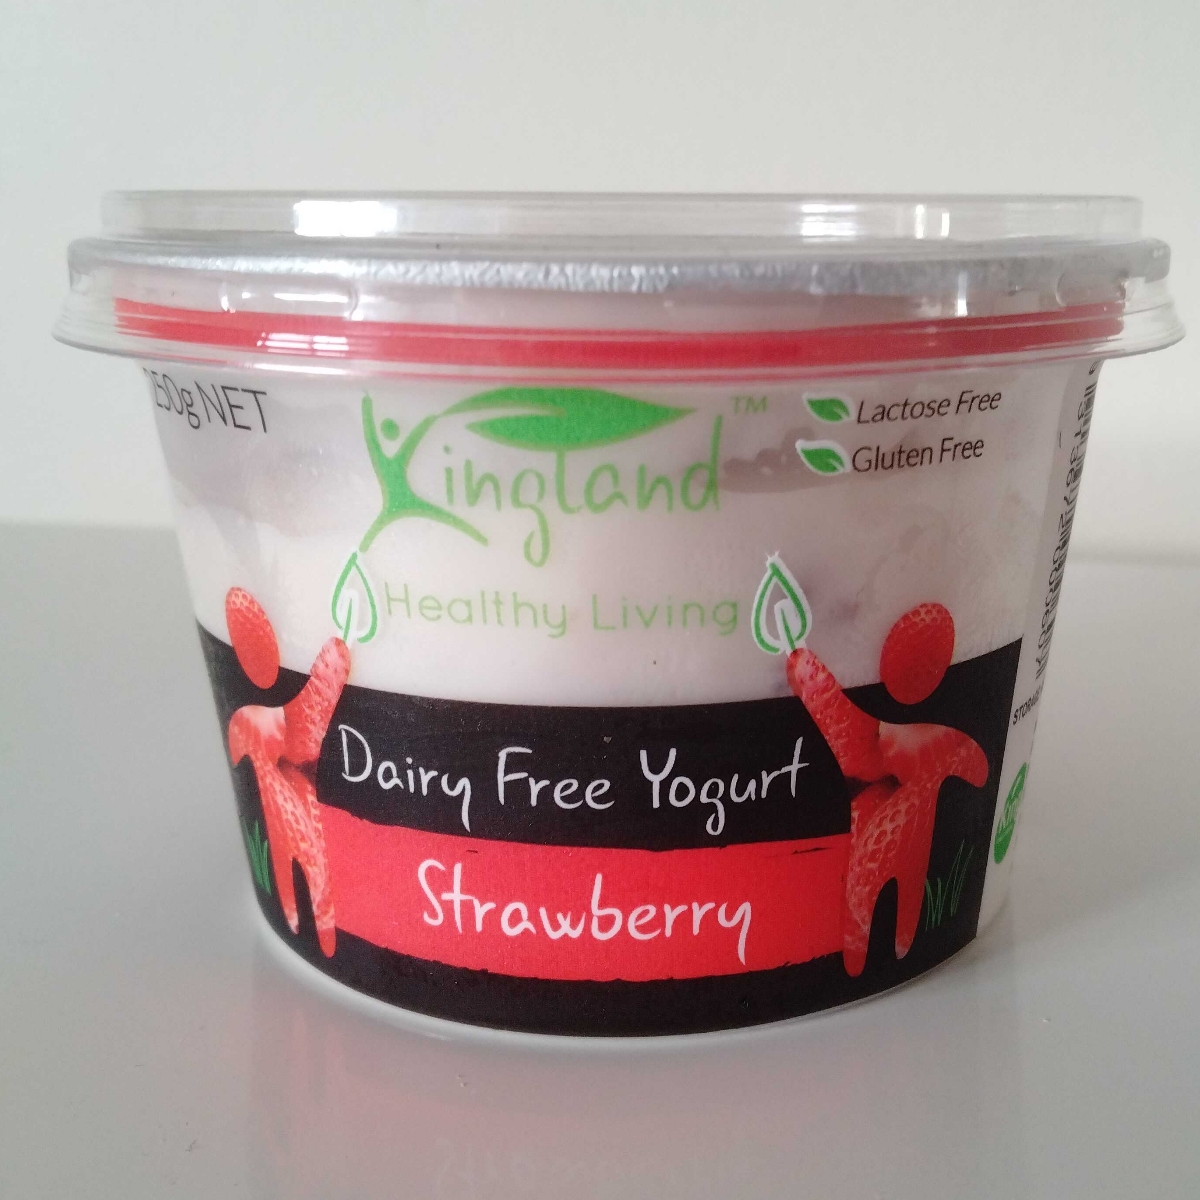 250g NET
Kingland™
Healthy Living
Lactose Free
Gluten Free
Dairy Free Yogurt
Strawberry